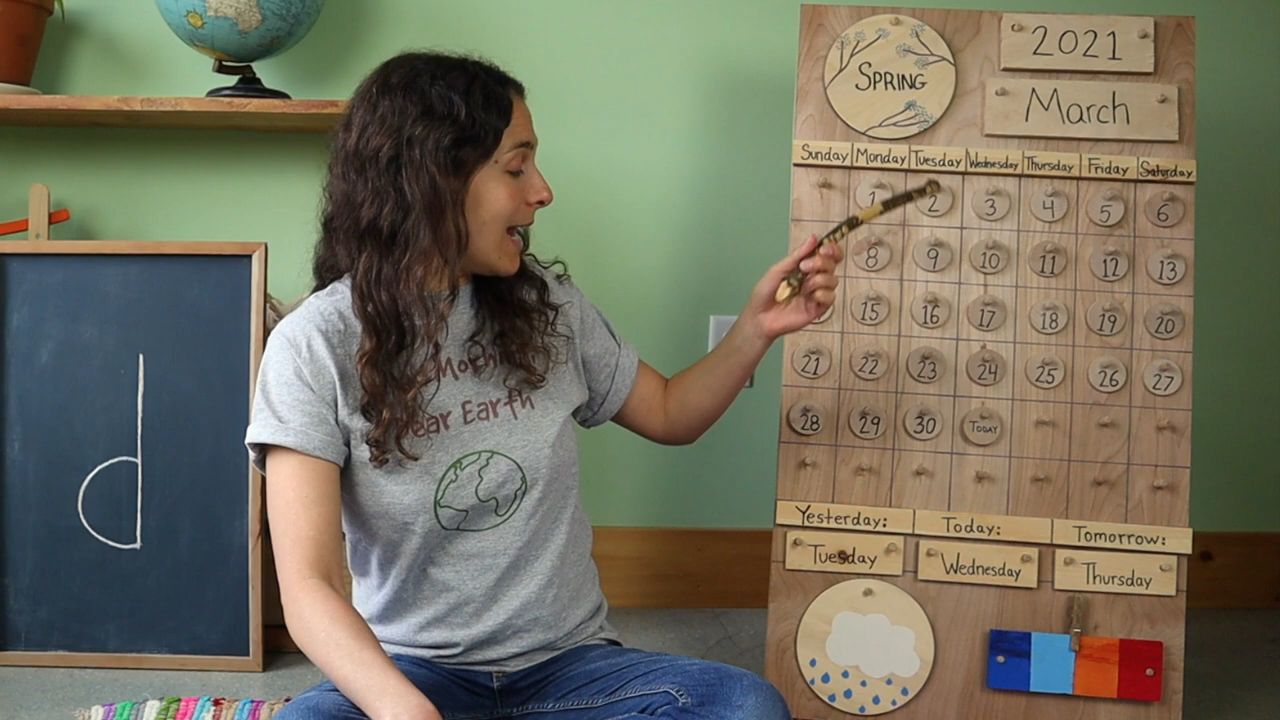 d
Moth
ear Earth
SPRING
2021
March
Sunday Monday Tuesday Wednesday Thursday Friday Saturday
1 2 3 4 5 6
8 9 10 11 12 13
15 16 17 18 19 20
21 22 23 24 25 26 27
28 29 30 TODAY
Yesterday: Today: Tomorrow:
Tuesday Wednesday Thursday